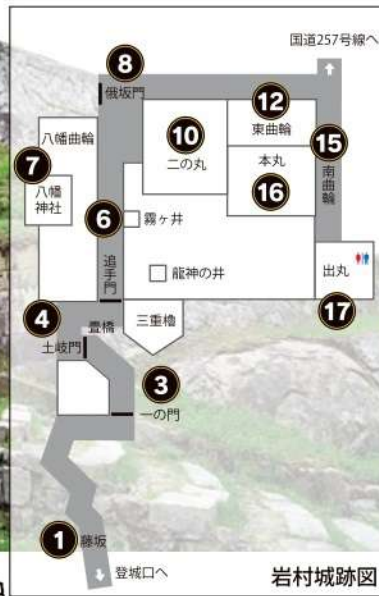 国道257号線へ
8
俄坂門
12
東曲輪
八幡曲輪
10
二の丸
15
南曲輪
7
八幡
神社
本丸
16
6
霧ヶ井
追手門
龍神の井
出丸
17
4
畳橋
三重櫓
土岐門
3
一の門
1
藤坂
登城口へ
岩村城跡図